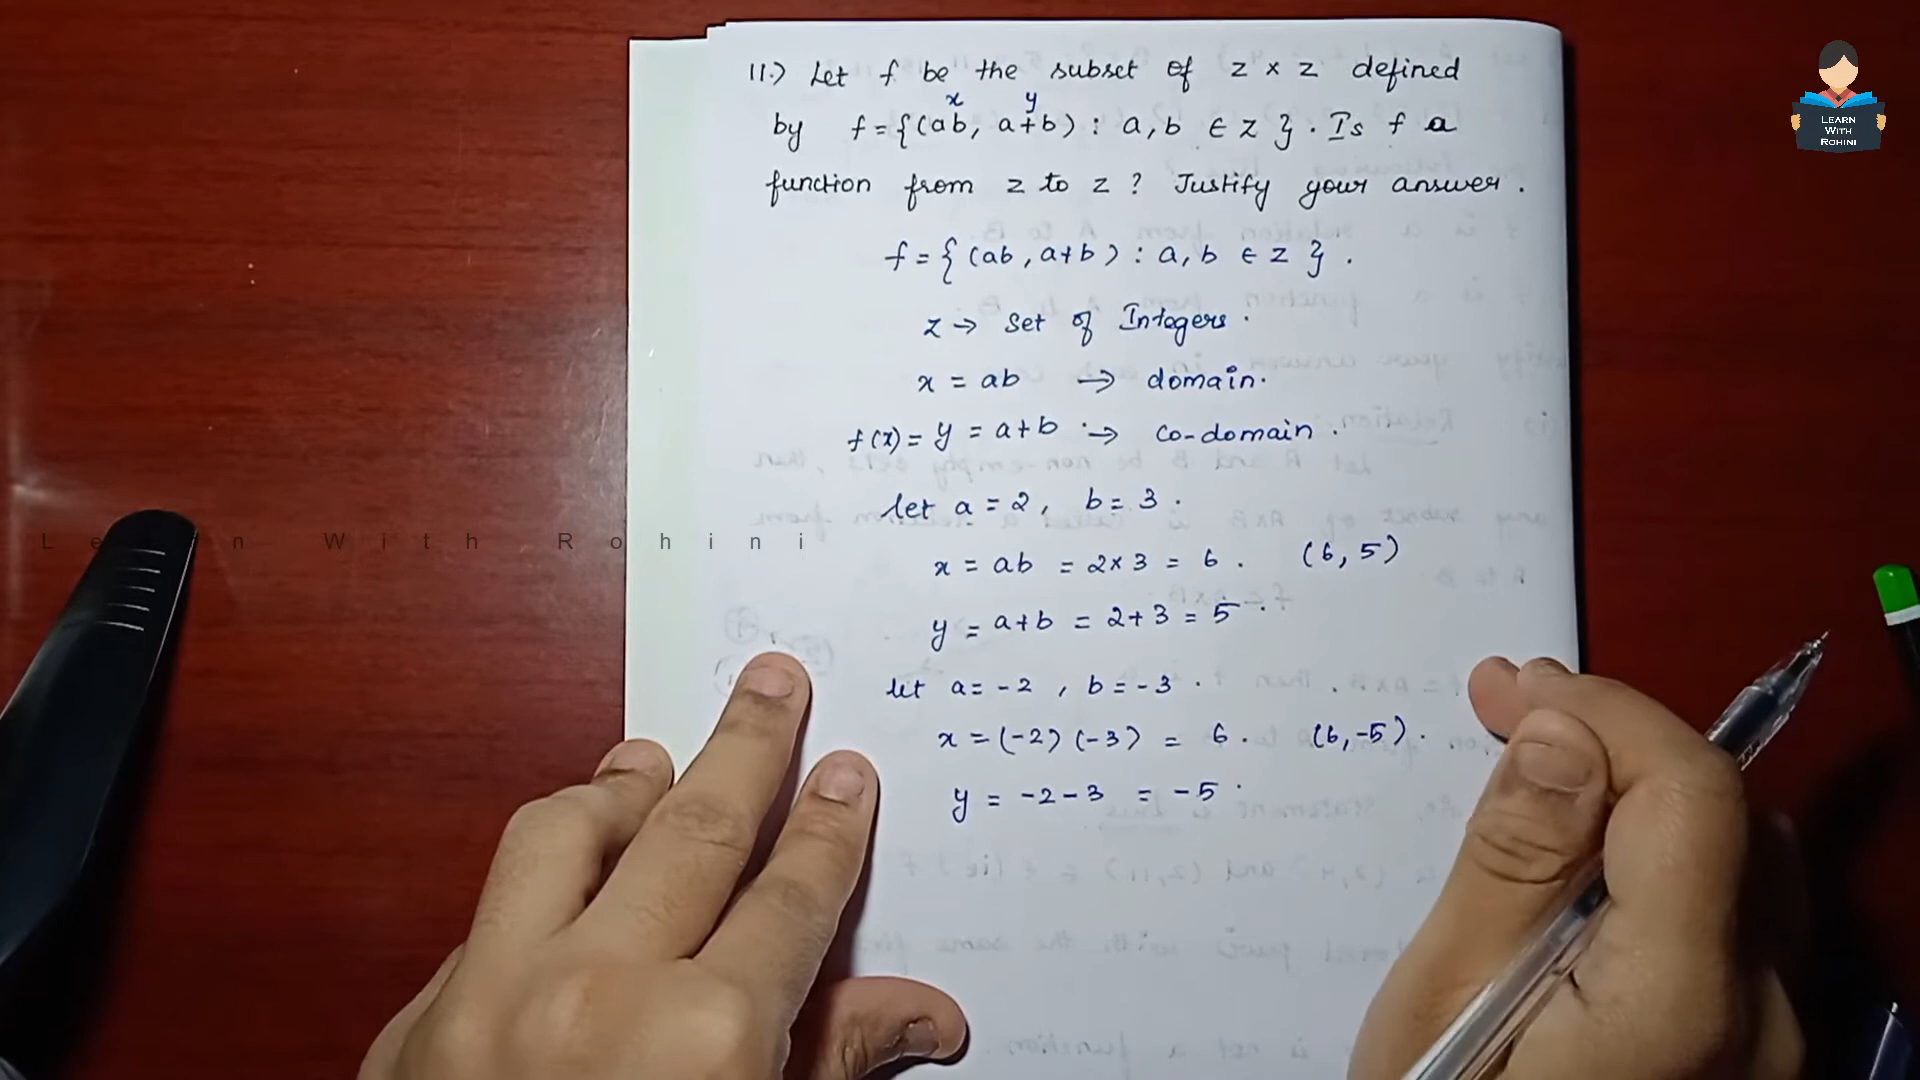 11.) Let f be the subset of z × z defined
x y
by f = {(ab, a+b) : a, b ∈ z }. Is f a
function from z to z ? Justify your answer.
f = { (ab, a+b) : a, b ∈ z }.
z → Set of Integers.
x = ab → domain.
f(x) = y = a+b. → co-domain.
let a = 2, b = 3.
x = ab = 2×3 = 6. (6, 5)
y = a+b = 2+3 = 5.
let a = -2, b = -3.
x = (-2) (-3) = 6. (6, -5).
y = -2-3 = -5.
LEARN
WITH
ROHINI
Learn With Rohini